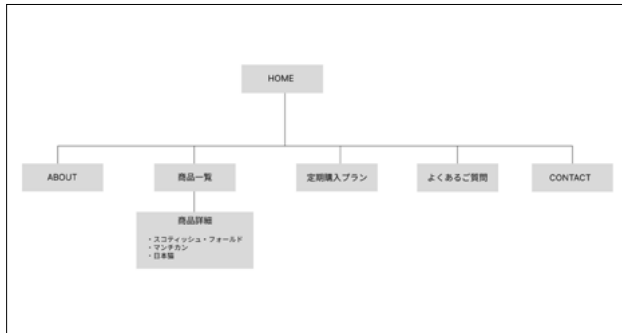 HOME
ABOUT
商品一覧
定期購入プラン
よくあるご質問
CONTACT
商品詳細
・スコティッシュ・フォールド
・マンチカン
・日本猫